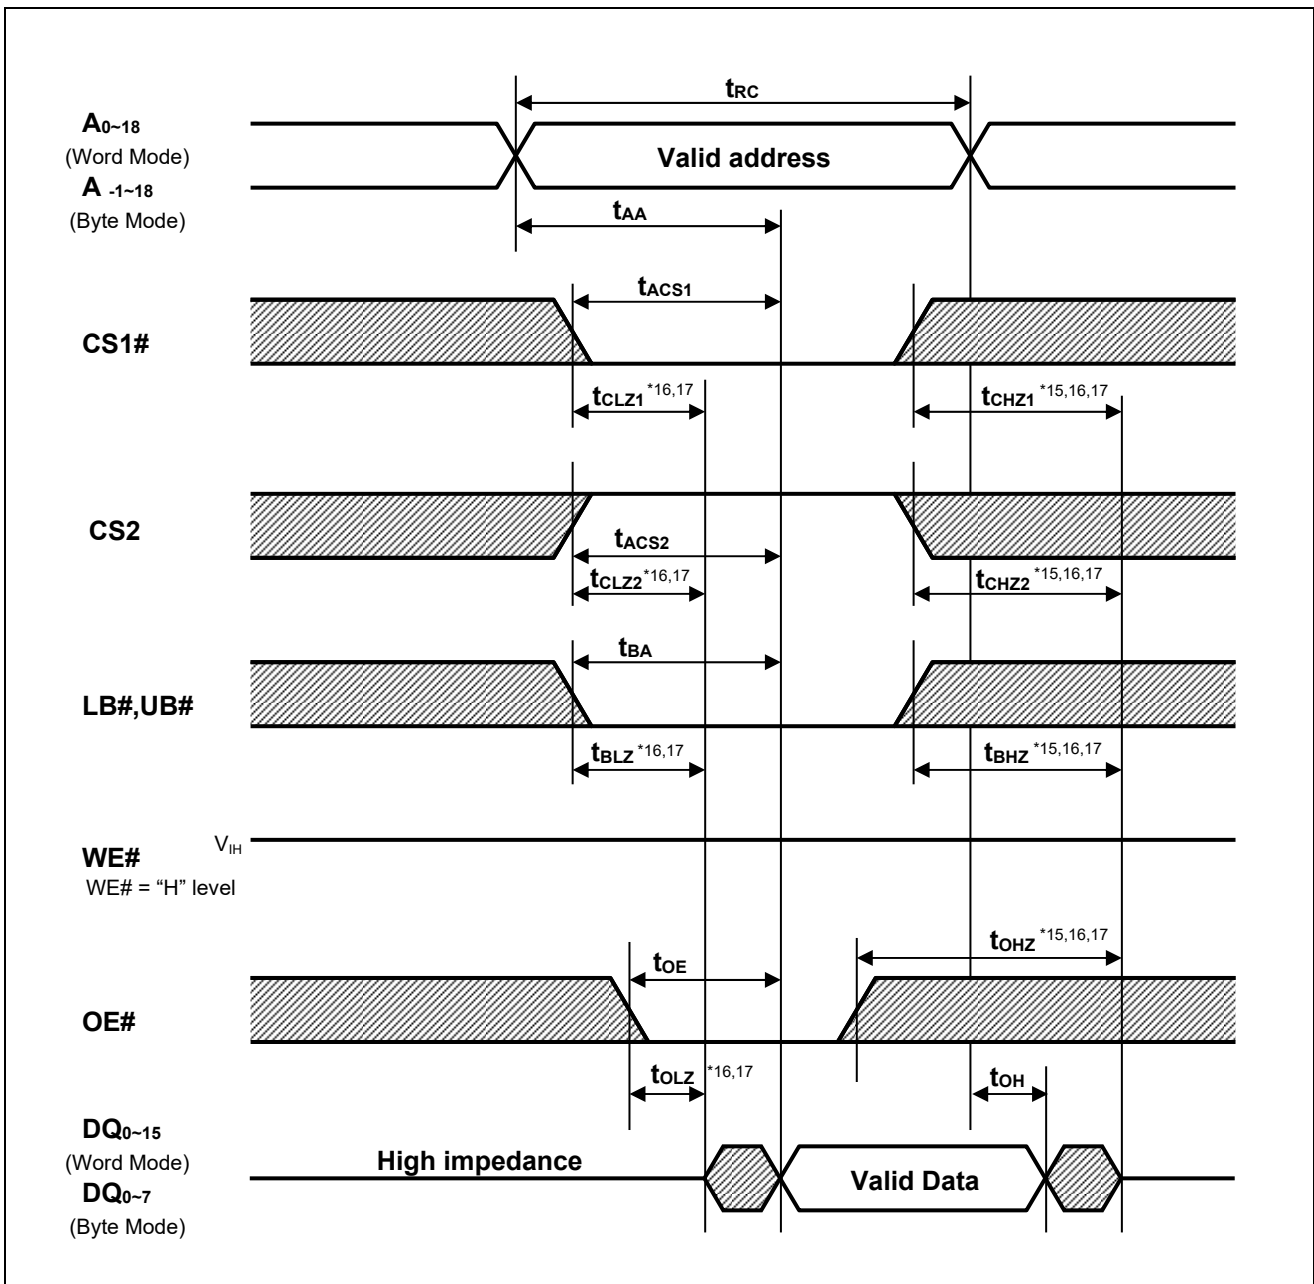 tRC
A0~18
(Word Mode)
Valid address
A -1~18
(Byte Mode)
tAA
tACS1
CS1#
tCLZ1 *16,17
tCHZ1 *15,16,17
CS2
tACS2
tCLZ2 *16,17
tCHZ2 *15,16,17
tBA
LB#,UB#
tBLZ *16,17
tBHZ *15,16,17
VIH
WE#
WE# = “H” level
tOHZ *15,16,17
tOE
OE#
tOLZ *16,17
tOH
DQ0~15
(Word Mode)
High impedance
Valid Data
DQ0~7
(Byte Mode)